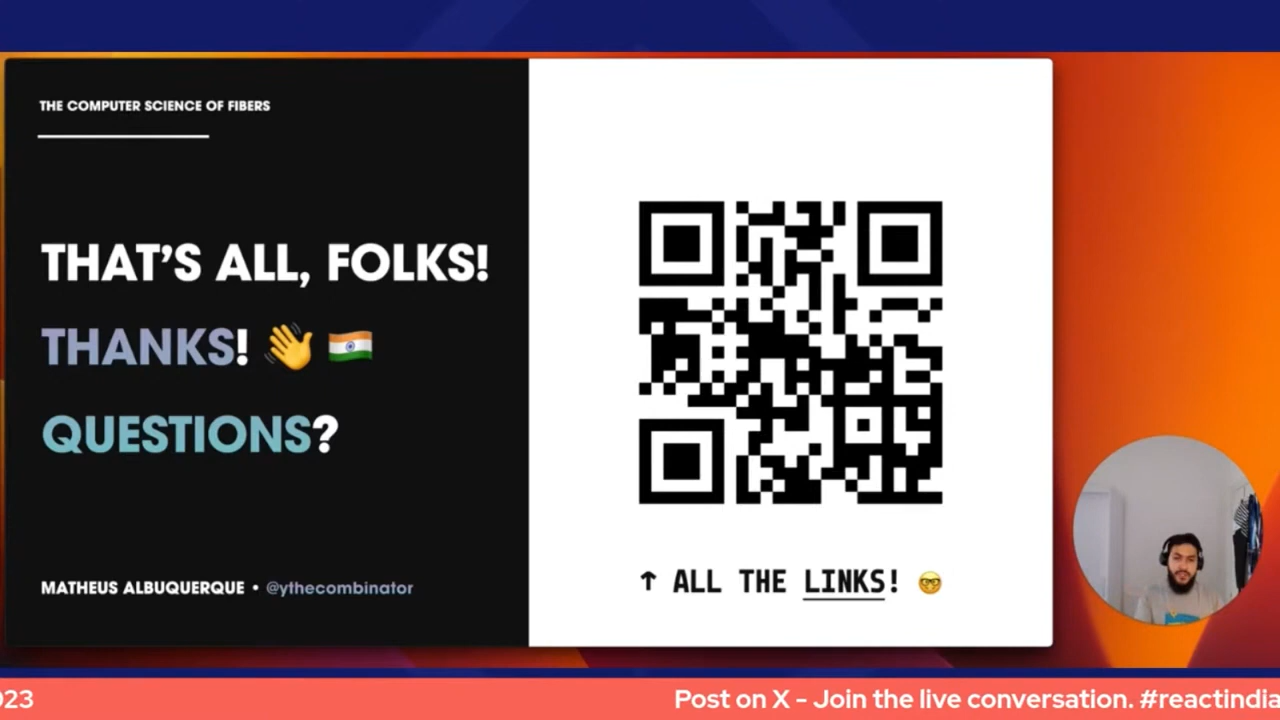 THE COMPUTER SCIENCE OF FIBERS
THAT'S ALL, FOLKS!
THANKS! 👋 🇮🇳
QUESTIONS?
MATHEUS ALBUQUERQUE • @ythecombinator
↑ ALL THE LINKS! 🤓
023
Post on X - Join the live conversation. #reactindia